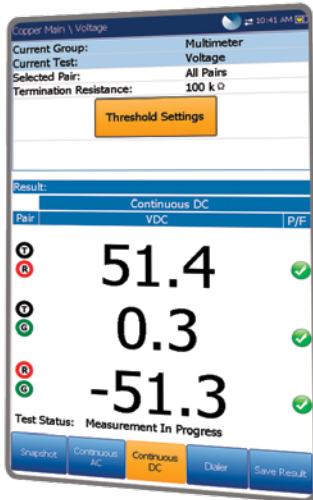 Copper Main \ Voltage
10:41 AM
Current Group: Multimeter
Current Test: Voltage
Selected Pair: All Pairs
Termination Resistance: 100 k Ω
Threshold Settings
Result:
Continuous DC
Pair VDC P/F
T
R 51.4
T
G 0.3
R
G -51.3
Test Status: Measurement In Progress
Snapshot Continuous AC Continuous DC Dialer Save Result